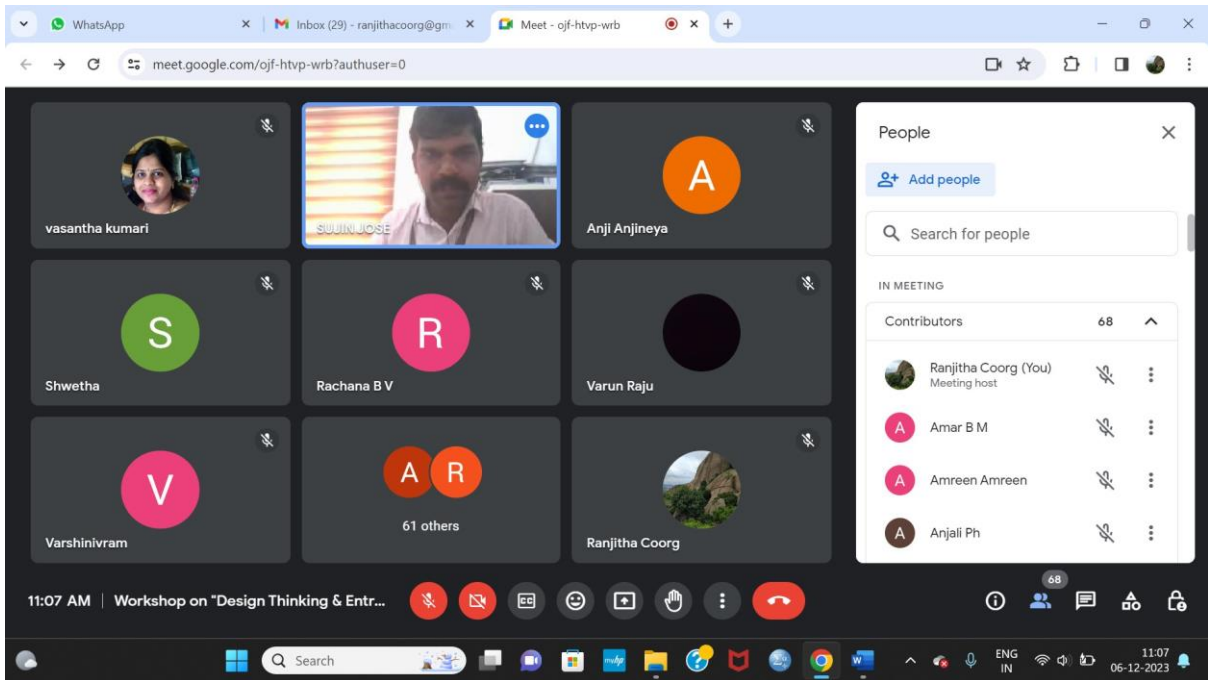 WhatsApp
Inbox (29) - ranjithacoorg@gm
Meet - ojf-htvp-wrb
meet.google.com/ojf-htvp-wrb?authuser=0
vasantha kumari
SUJIN JOSE
A
Anji Anjineya
S
Shwetha
R
Rachana B V
Varun Raju
V
Varshinivram
A R
61 others
Ranjitha Coorg
People
Add people
Search for people
IN MEETING
Contributors 68
Ranjitha Coorg (You)
Meeting host
A Amar B M
A Amreen Amreen
A Anjali Ph
11:07 AM | Workshop on "Design Thinking & Entr...
CC
68
Search
myhp
W
ENG
IN
11:07
06-12-2023